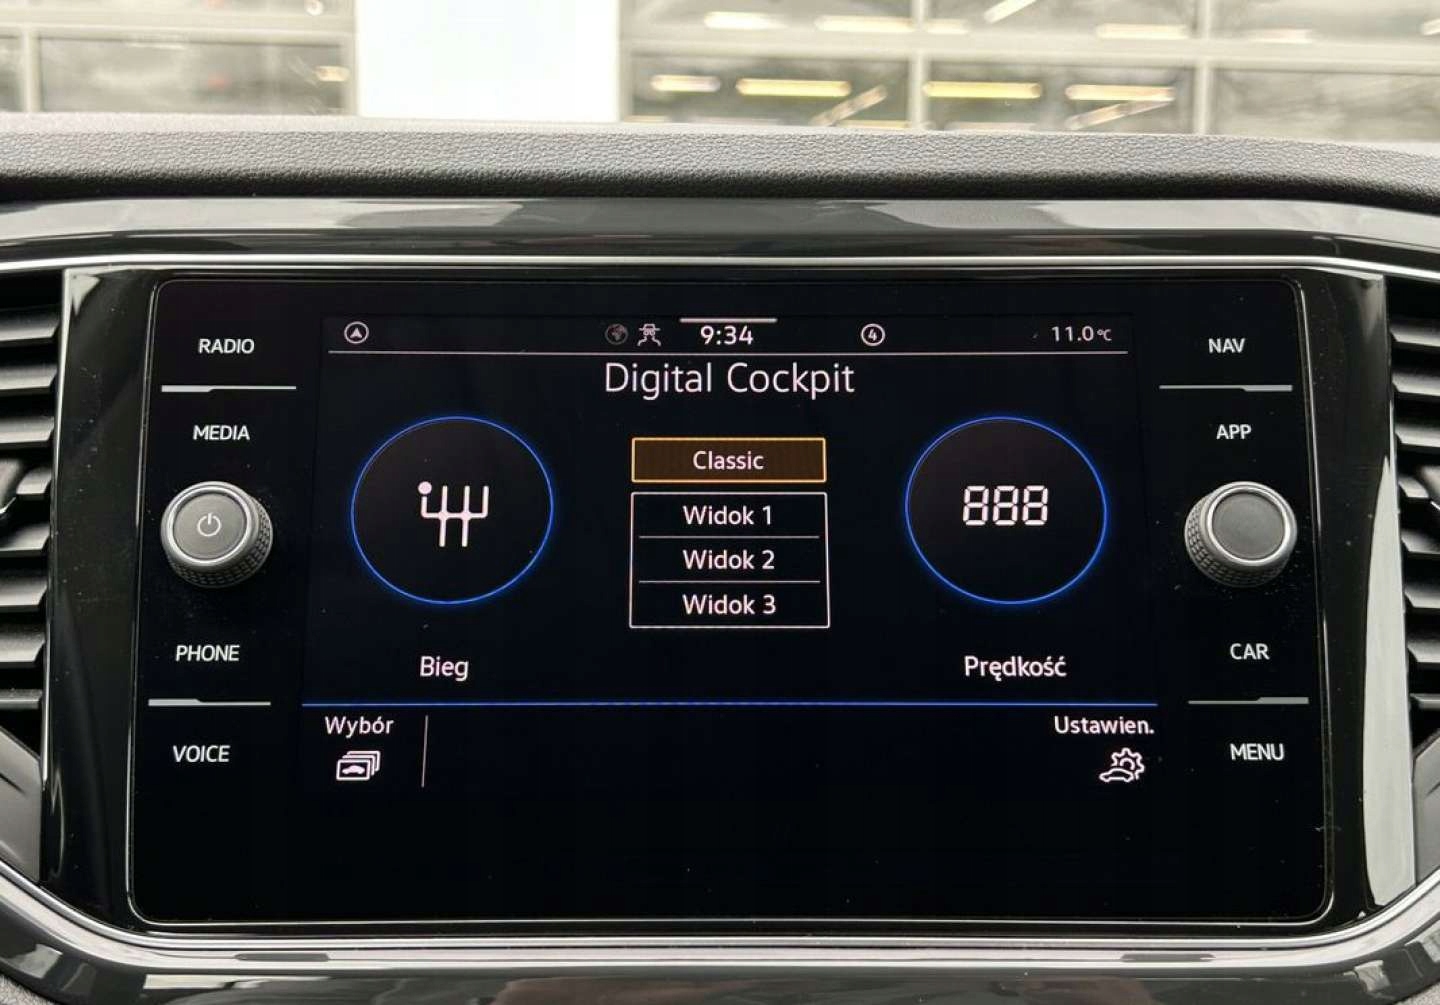 RADIO
MEDIA
PHONE
VOICE
9:34
4
11.0°C
Digital Cockpit
Classic
Widok 1
Widok 2
Widok 3
888
Bieg
Prędkość
Wybór
Ustawien.
NAV
APP
CAR
MENU